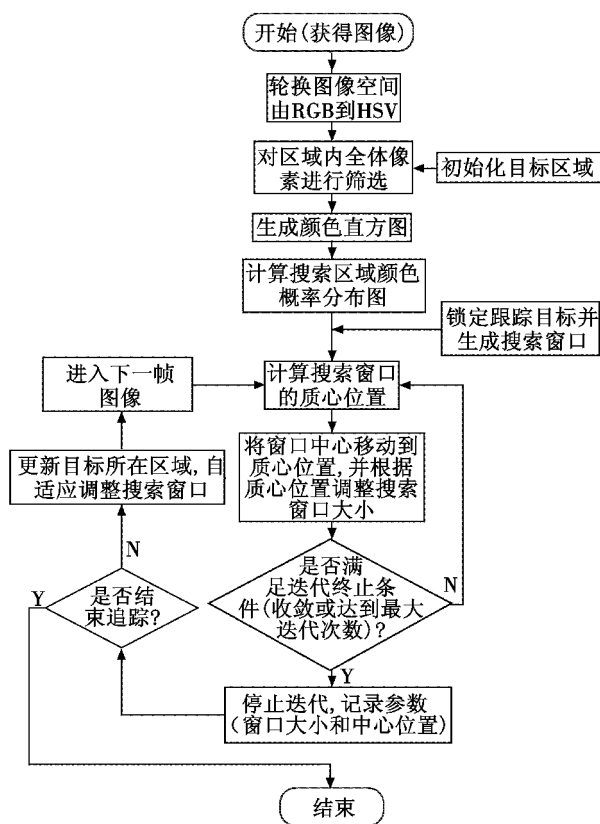 开始(获得图像)
轮换图像空间
由RGB到HSV
对区域内全体像
素进行筛选
初始化目标区域
生成颜色直方图
计算搜索区域颜色
概率分布图
锁定跟踪目标并
生成搜索窗口
进入下一帧
图像
计算搜索窗口
的质心位置
更新目标所在区域,自
适应调整搜索窗口
将窗口中心移动到
质心位置,并根据
质心位置调整搜索
窗口大小
N
Y
是否结
束追踪?
是否满
足迭代终止条
件(收敛或达到最大
迭代次数)?
N
Y
停止迭代,记录参数
(窗口大小和中心位置)
结束